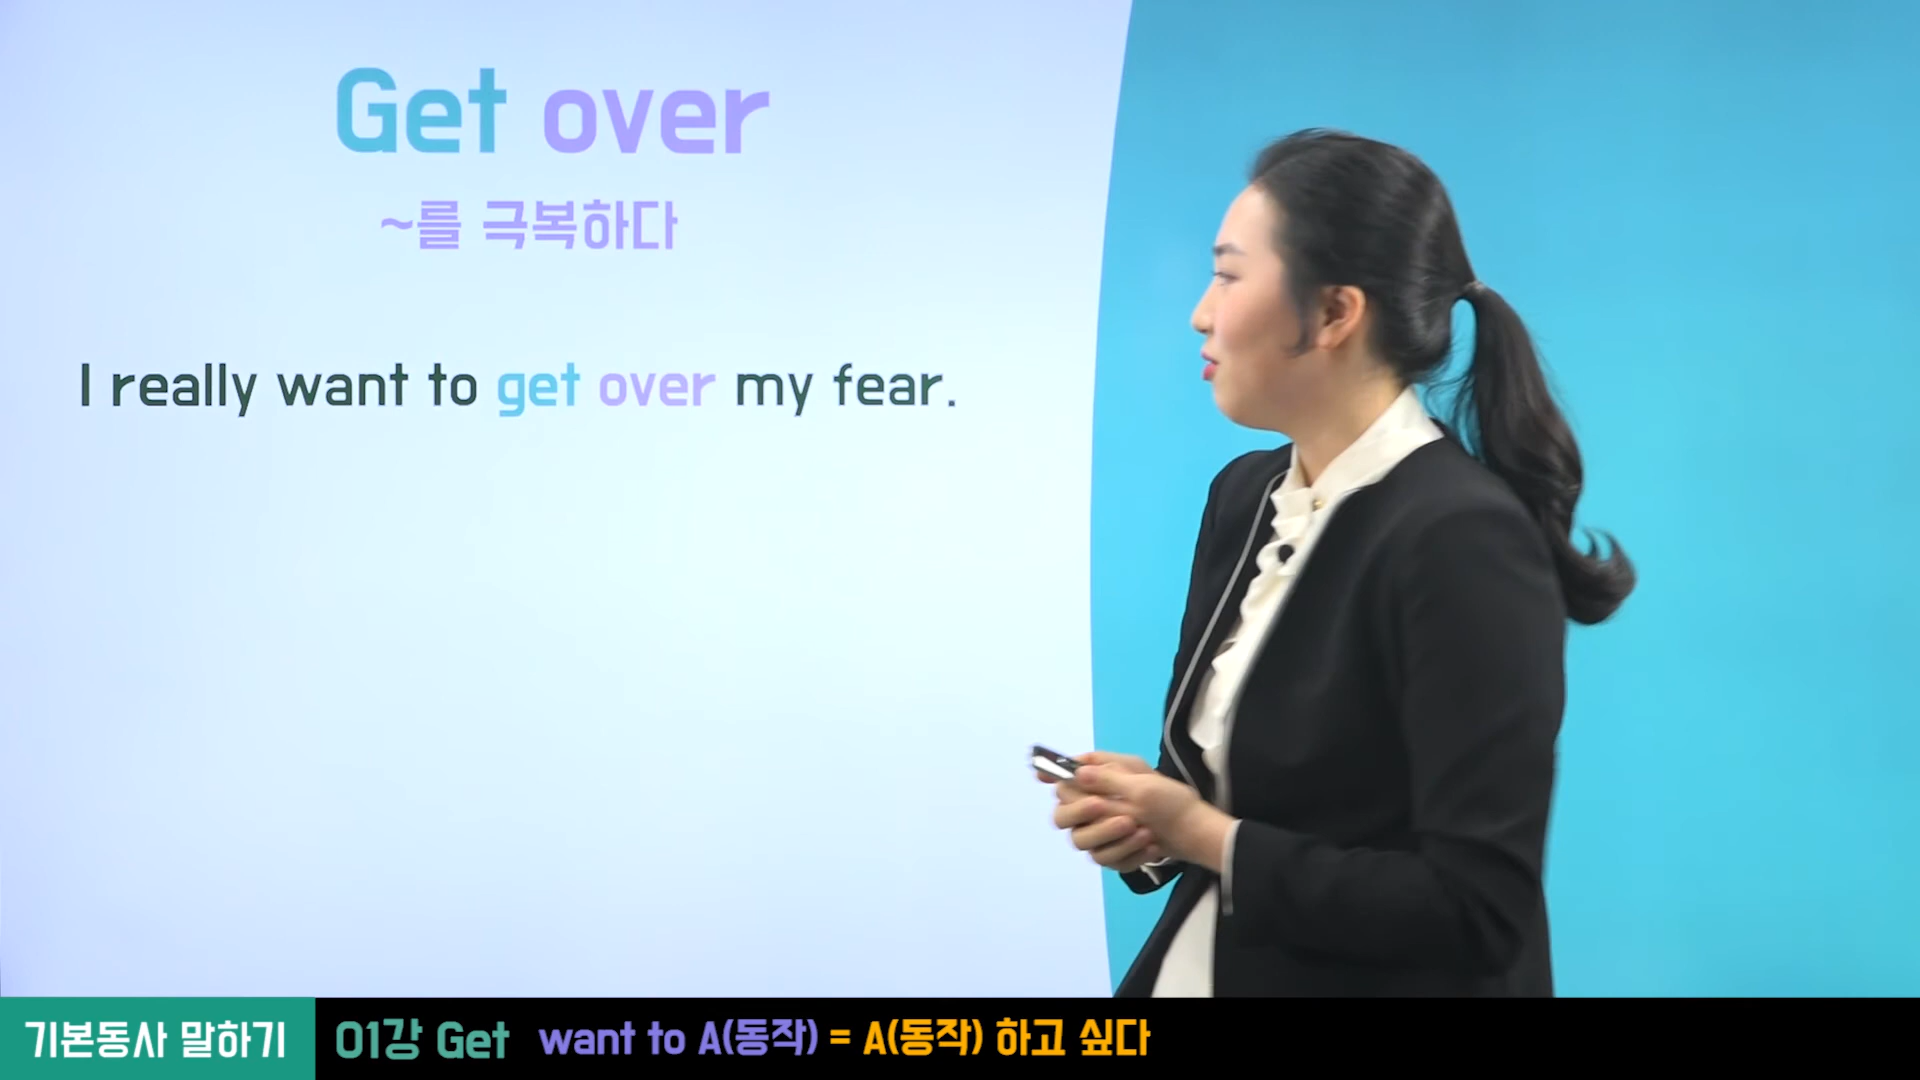 Get over
~를 극복하다
I really want to get over my fear.
기본동사 말하기
01강 Get want to A(동작) = A(동작) 하고 싶다